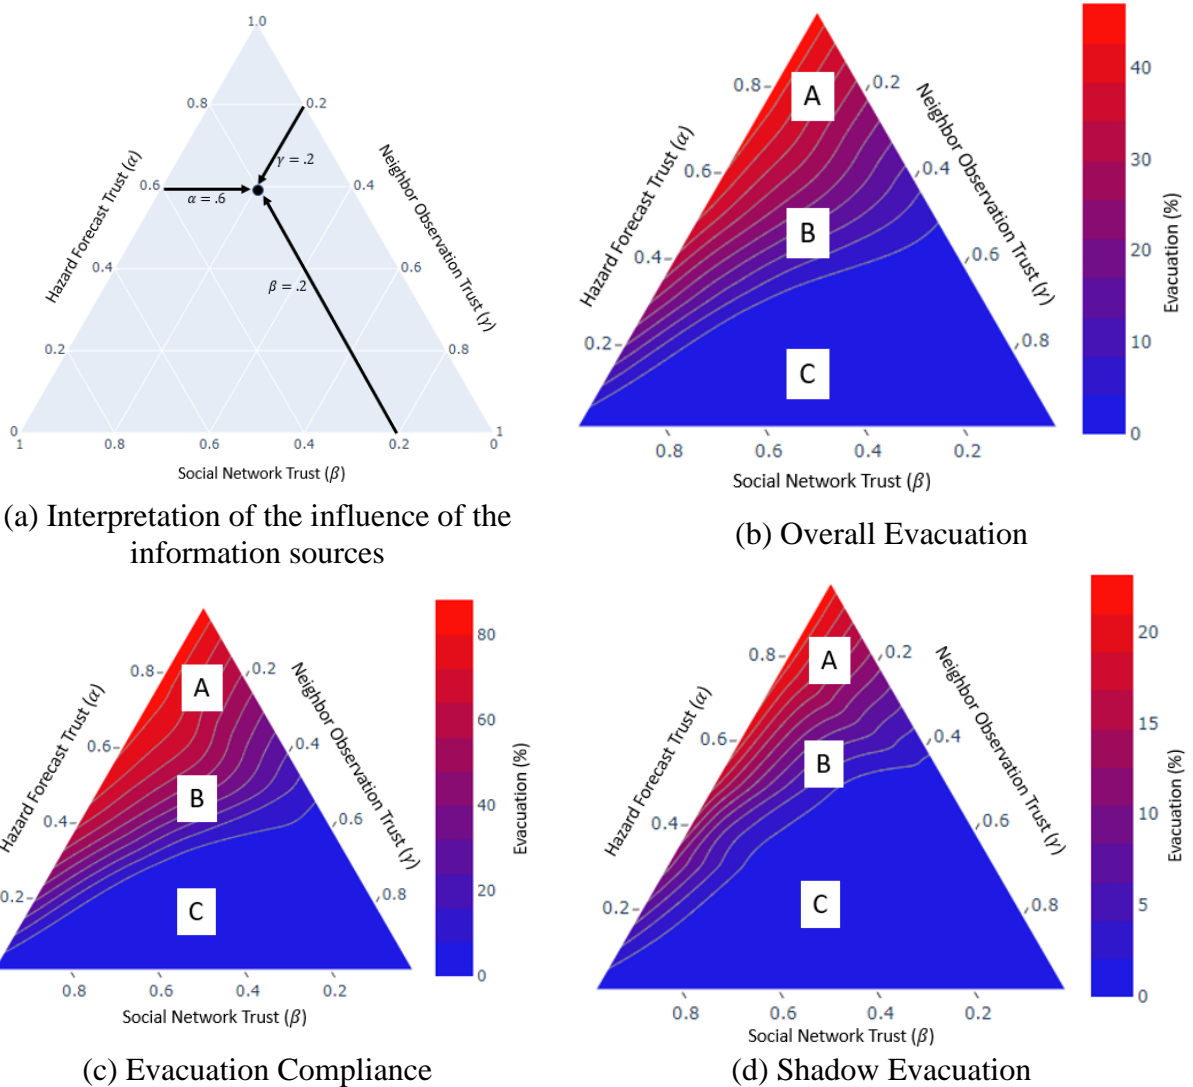 1.0
0.8
0.2
γ = .2
0.6
α = .6
0.4
0.4
0.6
β = .2
0.2
0.8
0
1
1
0.8
0.6
0.4
0.2
0
Hazard Forecast Trust (α)
Neighbor Observation Trust (γ)
Social Network Trust (β)
(a) Interpretation of the influence of the
information sources
A
B
C
0.8
0.6
0.4
0.2
0.2
0.4
0.6
0.8
0.8
0.6
0.4
0.2
Hazard Forecast Trust (α)
Neighbor Observation Trust (γ)
Social Network Trust (β)
40
30
20
10
0
Evacuation (%)
(b) Overall Evacuation
A
B
C
0.8
0.6
0.4
0.2
0.2
0.4
0.6
0.8
0.8
0.6
0.4
0.2
Hazard Forecast Trust (α)
Neighbor Observation Trust (γ)
Social Network Trust (β)
80
60
40
20
0
Evacuation (%)
(c) Evacuation Compliance
A
B
C
0.8
0.6
0.4
0.2
0.2
0.4
0.6
0.8
0.8
0.6
0.4
0.2
Hazard Forecast Trust (α)
Neighbor Observation Trust (γ)
Social Network Trust (β)
20
15
10
5
0
Evacuation (%)
(d) Shadow Evacuation